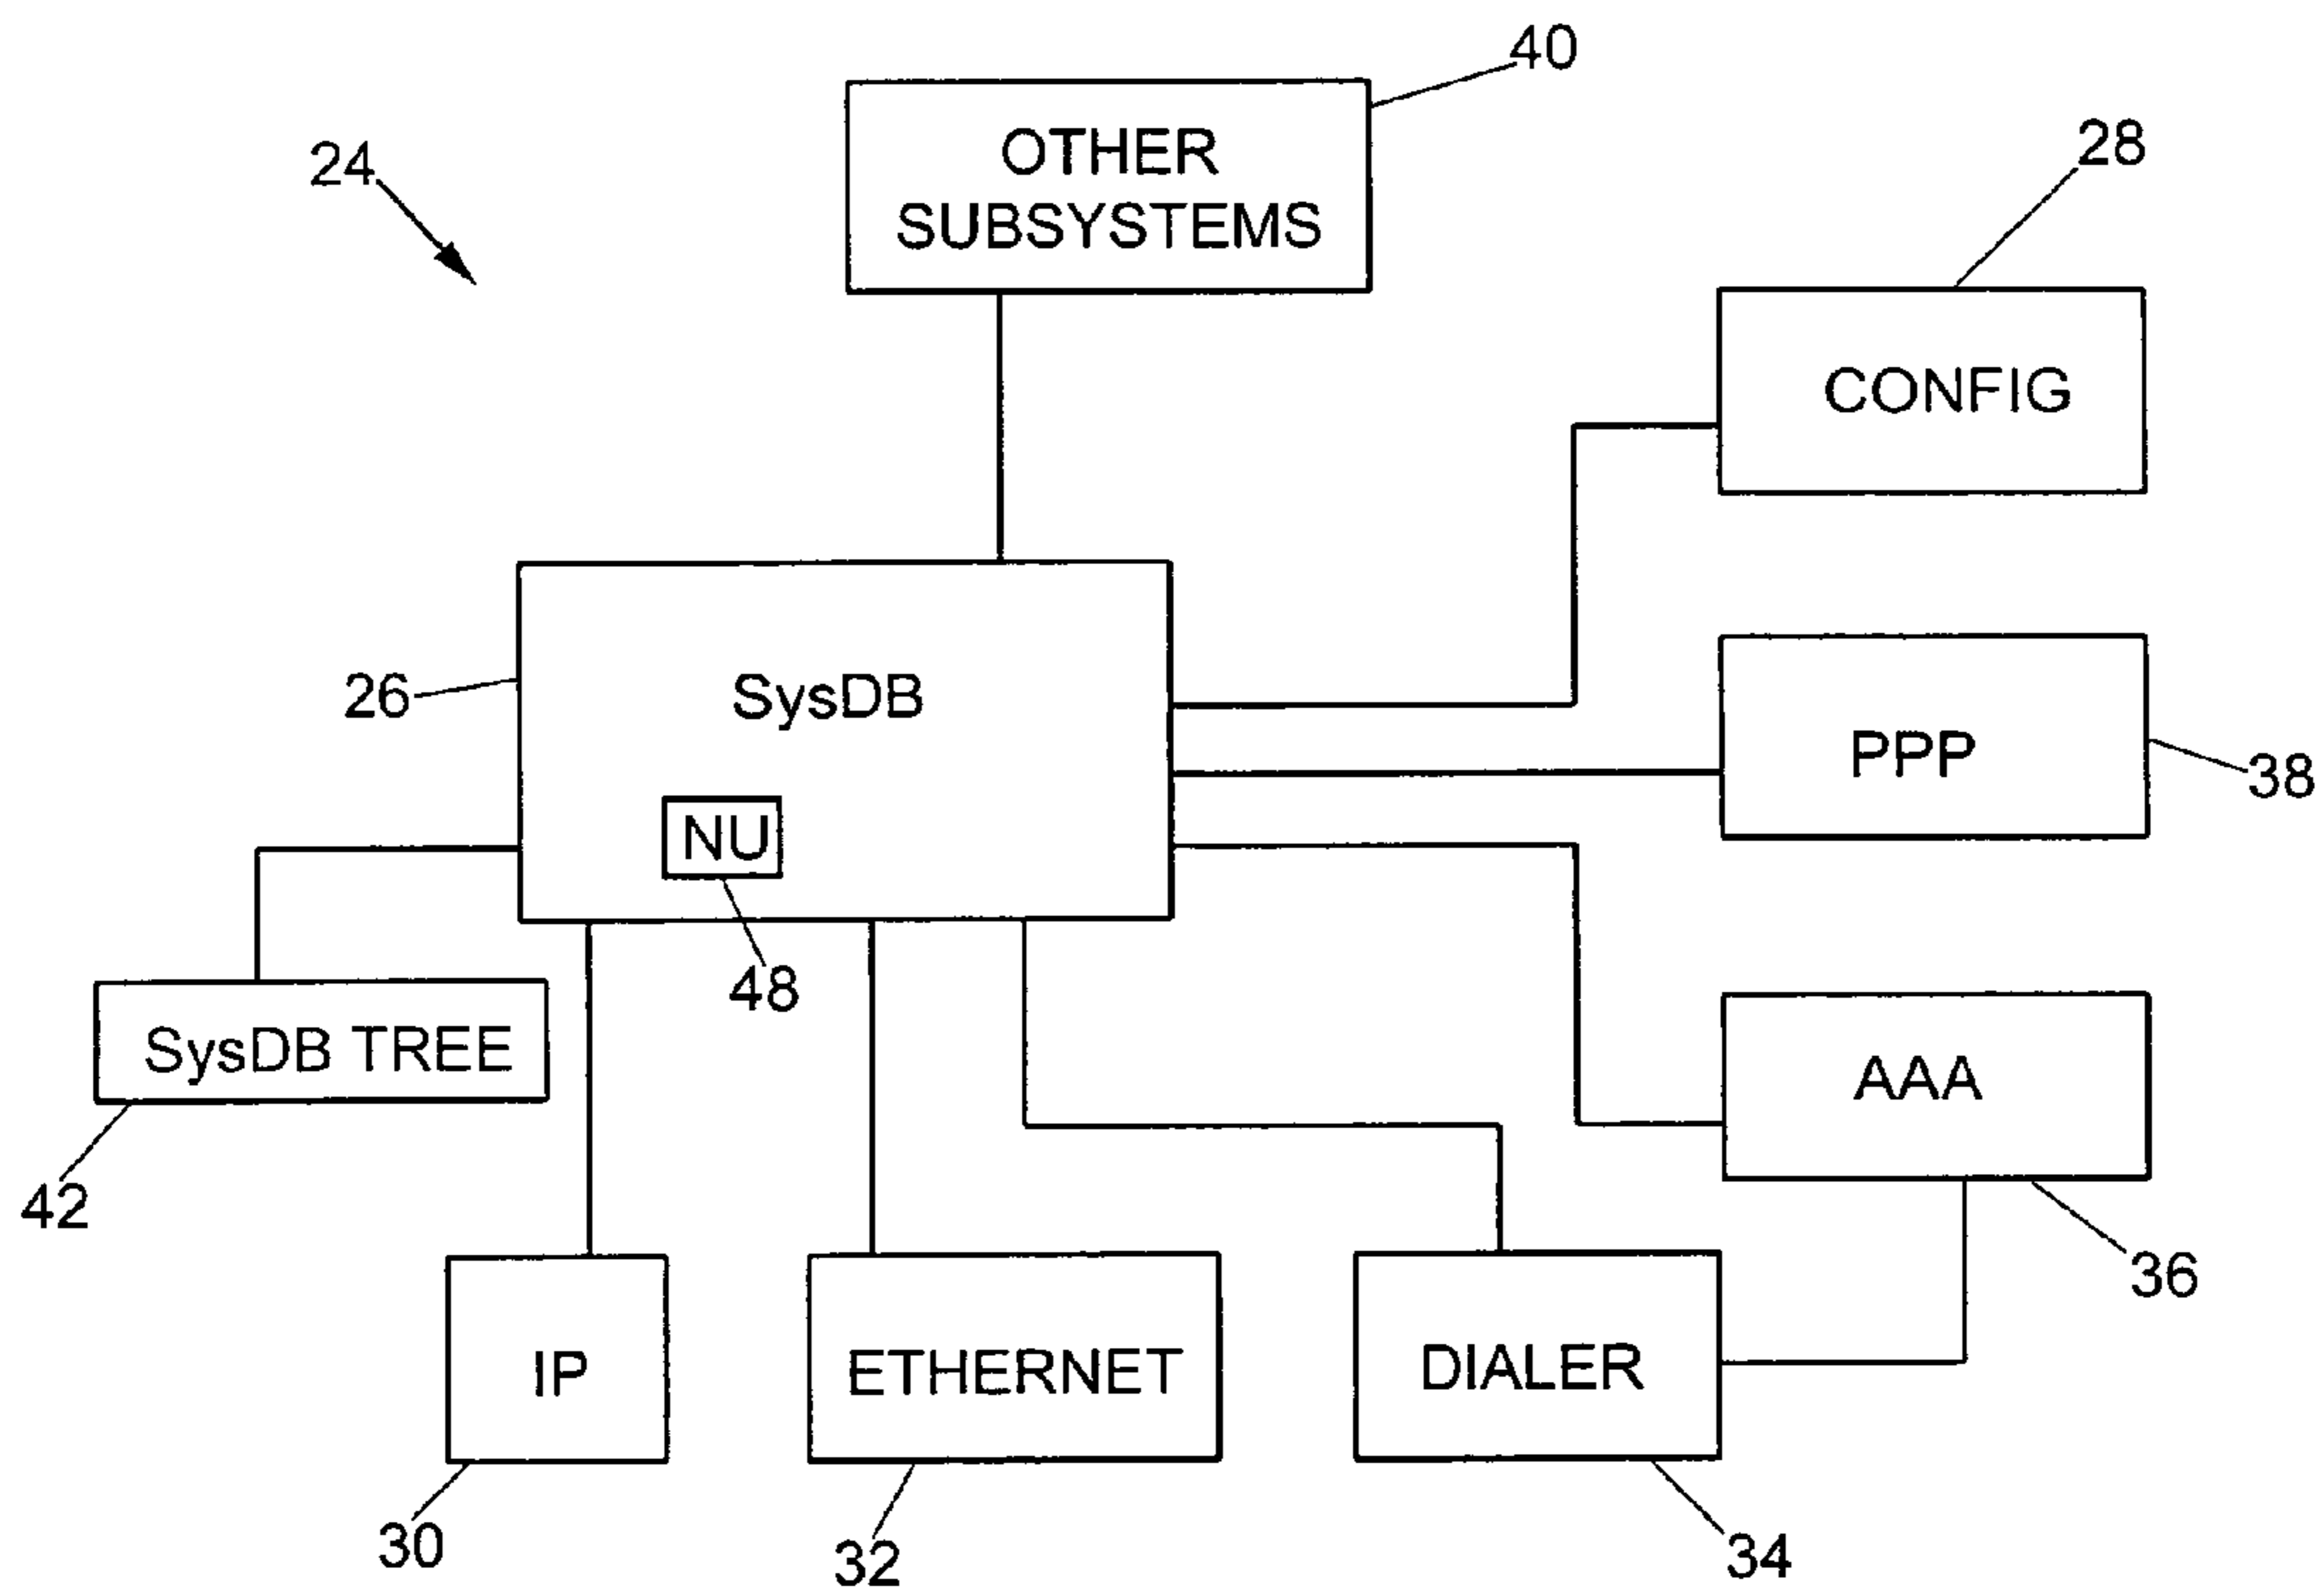 40
OTHER
SUBSYSTEMS
24
28
CONFIG
26
SysDB
PPP
38
NU
48
SysDB TREE
AAA
42
36
IP
ETHERNET
DIALER
30
32
34